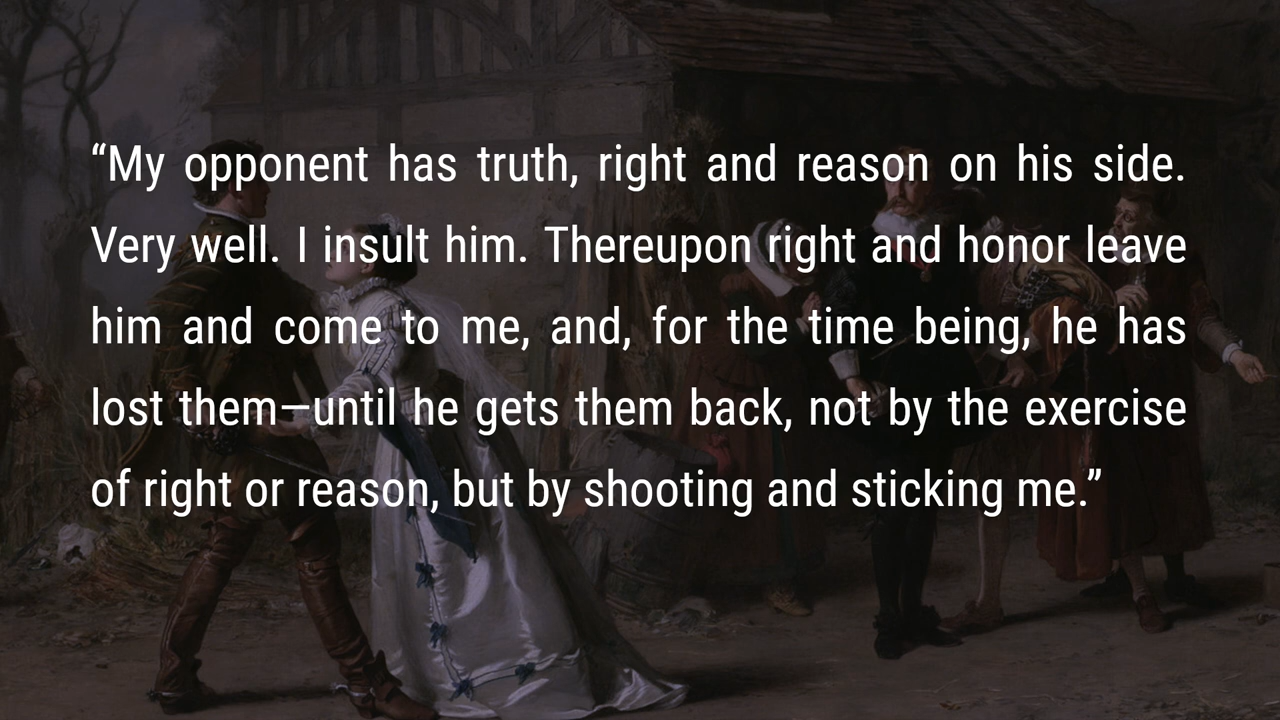 “My opponent has truth, right and reason on his side.
Very well. I insult him. Thereupon right and honor leave
him and come to me, and, for the time being, he has
lost them—until he gets them back, not by the exercise
of right or reason, but by shooting and sticking me.”